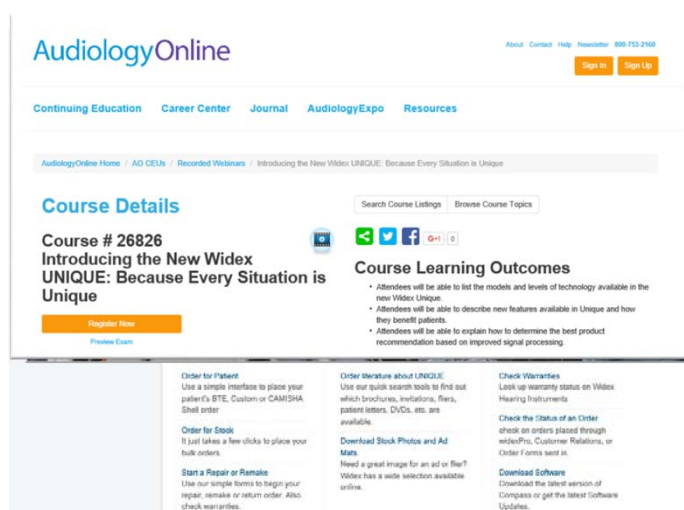 AudiologyOnline
About Contact Help Newsletter 800-753-2160
Sign In Sign Up
Continuing Education Career Center Journal AudiologyExpo Resources
AudiologyOnline Home / AO CEUs / Recorded Webinars / Introducing the New Widex UNIQUE: Because Every Situation is Unique
Course Details
Course # 26826
Introducing the New Widex
UNIQUE: Because Every Situation is
Unique
Register Now
Preview Exam
Search Course Listings Browse Course Topics
G+1 0
Course Learning Outcomes
• Attendees will be able to list the models and levels of technology available in the
new Widex Unique.
• Attendees will be able to describe new features available in Unique and how
they benefit patients.
• Attendees will be able to explain how to determine the best product
recommendation based on improved signal processing.
Order for Patient
Use a simple interface to place your
patient's BTE, Custom or CAMISHA
Shell order
Order for Stock
It just takes a few clicks to place your
bulk orders.
Start a Repair or Remake
Use our simple forms to begin your
repair, remake or return order. Also
check warranties.
Order literature about UNIQUE
Use our quick search tools to find out
which brochures, invitations, fliers,
patient letters, DVDs, etc. are
available.
Download Stock Photos and Ad
Mats.
Need a great image for an ad or flier?
Widex has a wide selection available
online.
Check Warranties
Look up warranty status on Widex
Hearing Instruments
Check the Status of an Order
check on orders placed through
widexPro, Customer Relations, or
Order Forms sent in.
Download Software
Download the latest version of
Compass or get the latest Software
Updates.